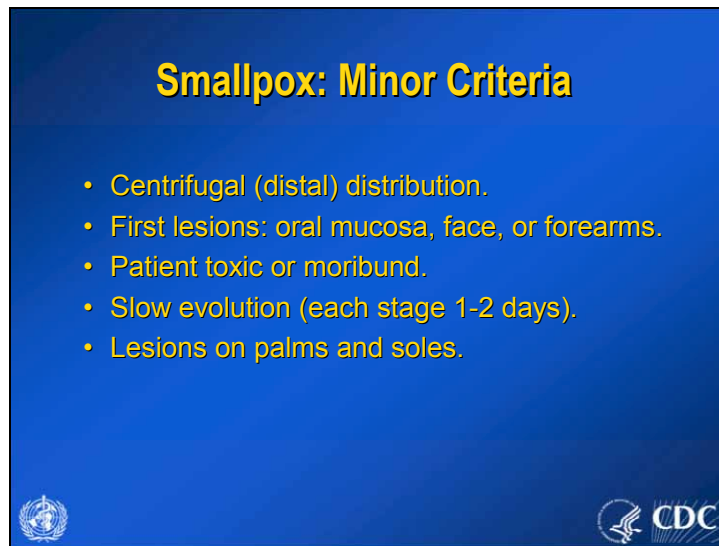 Smallpox: Minor Criteria
• Centrifugal (distal) distribution.
• First lesions: oral mucosa, face, or forearms.
• Patient toxic or moribund.
• Slow evolution (each stage 1-2 days).
• Lesions on palms and soles.
CDC